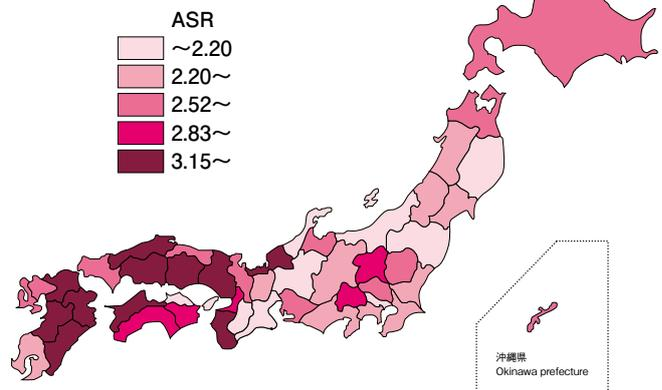 ASR
～2.20
2.20～
2.52～
2.83～
3.15～
沖縄県
Okinawa prefecture